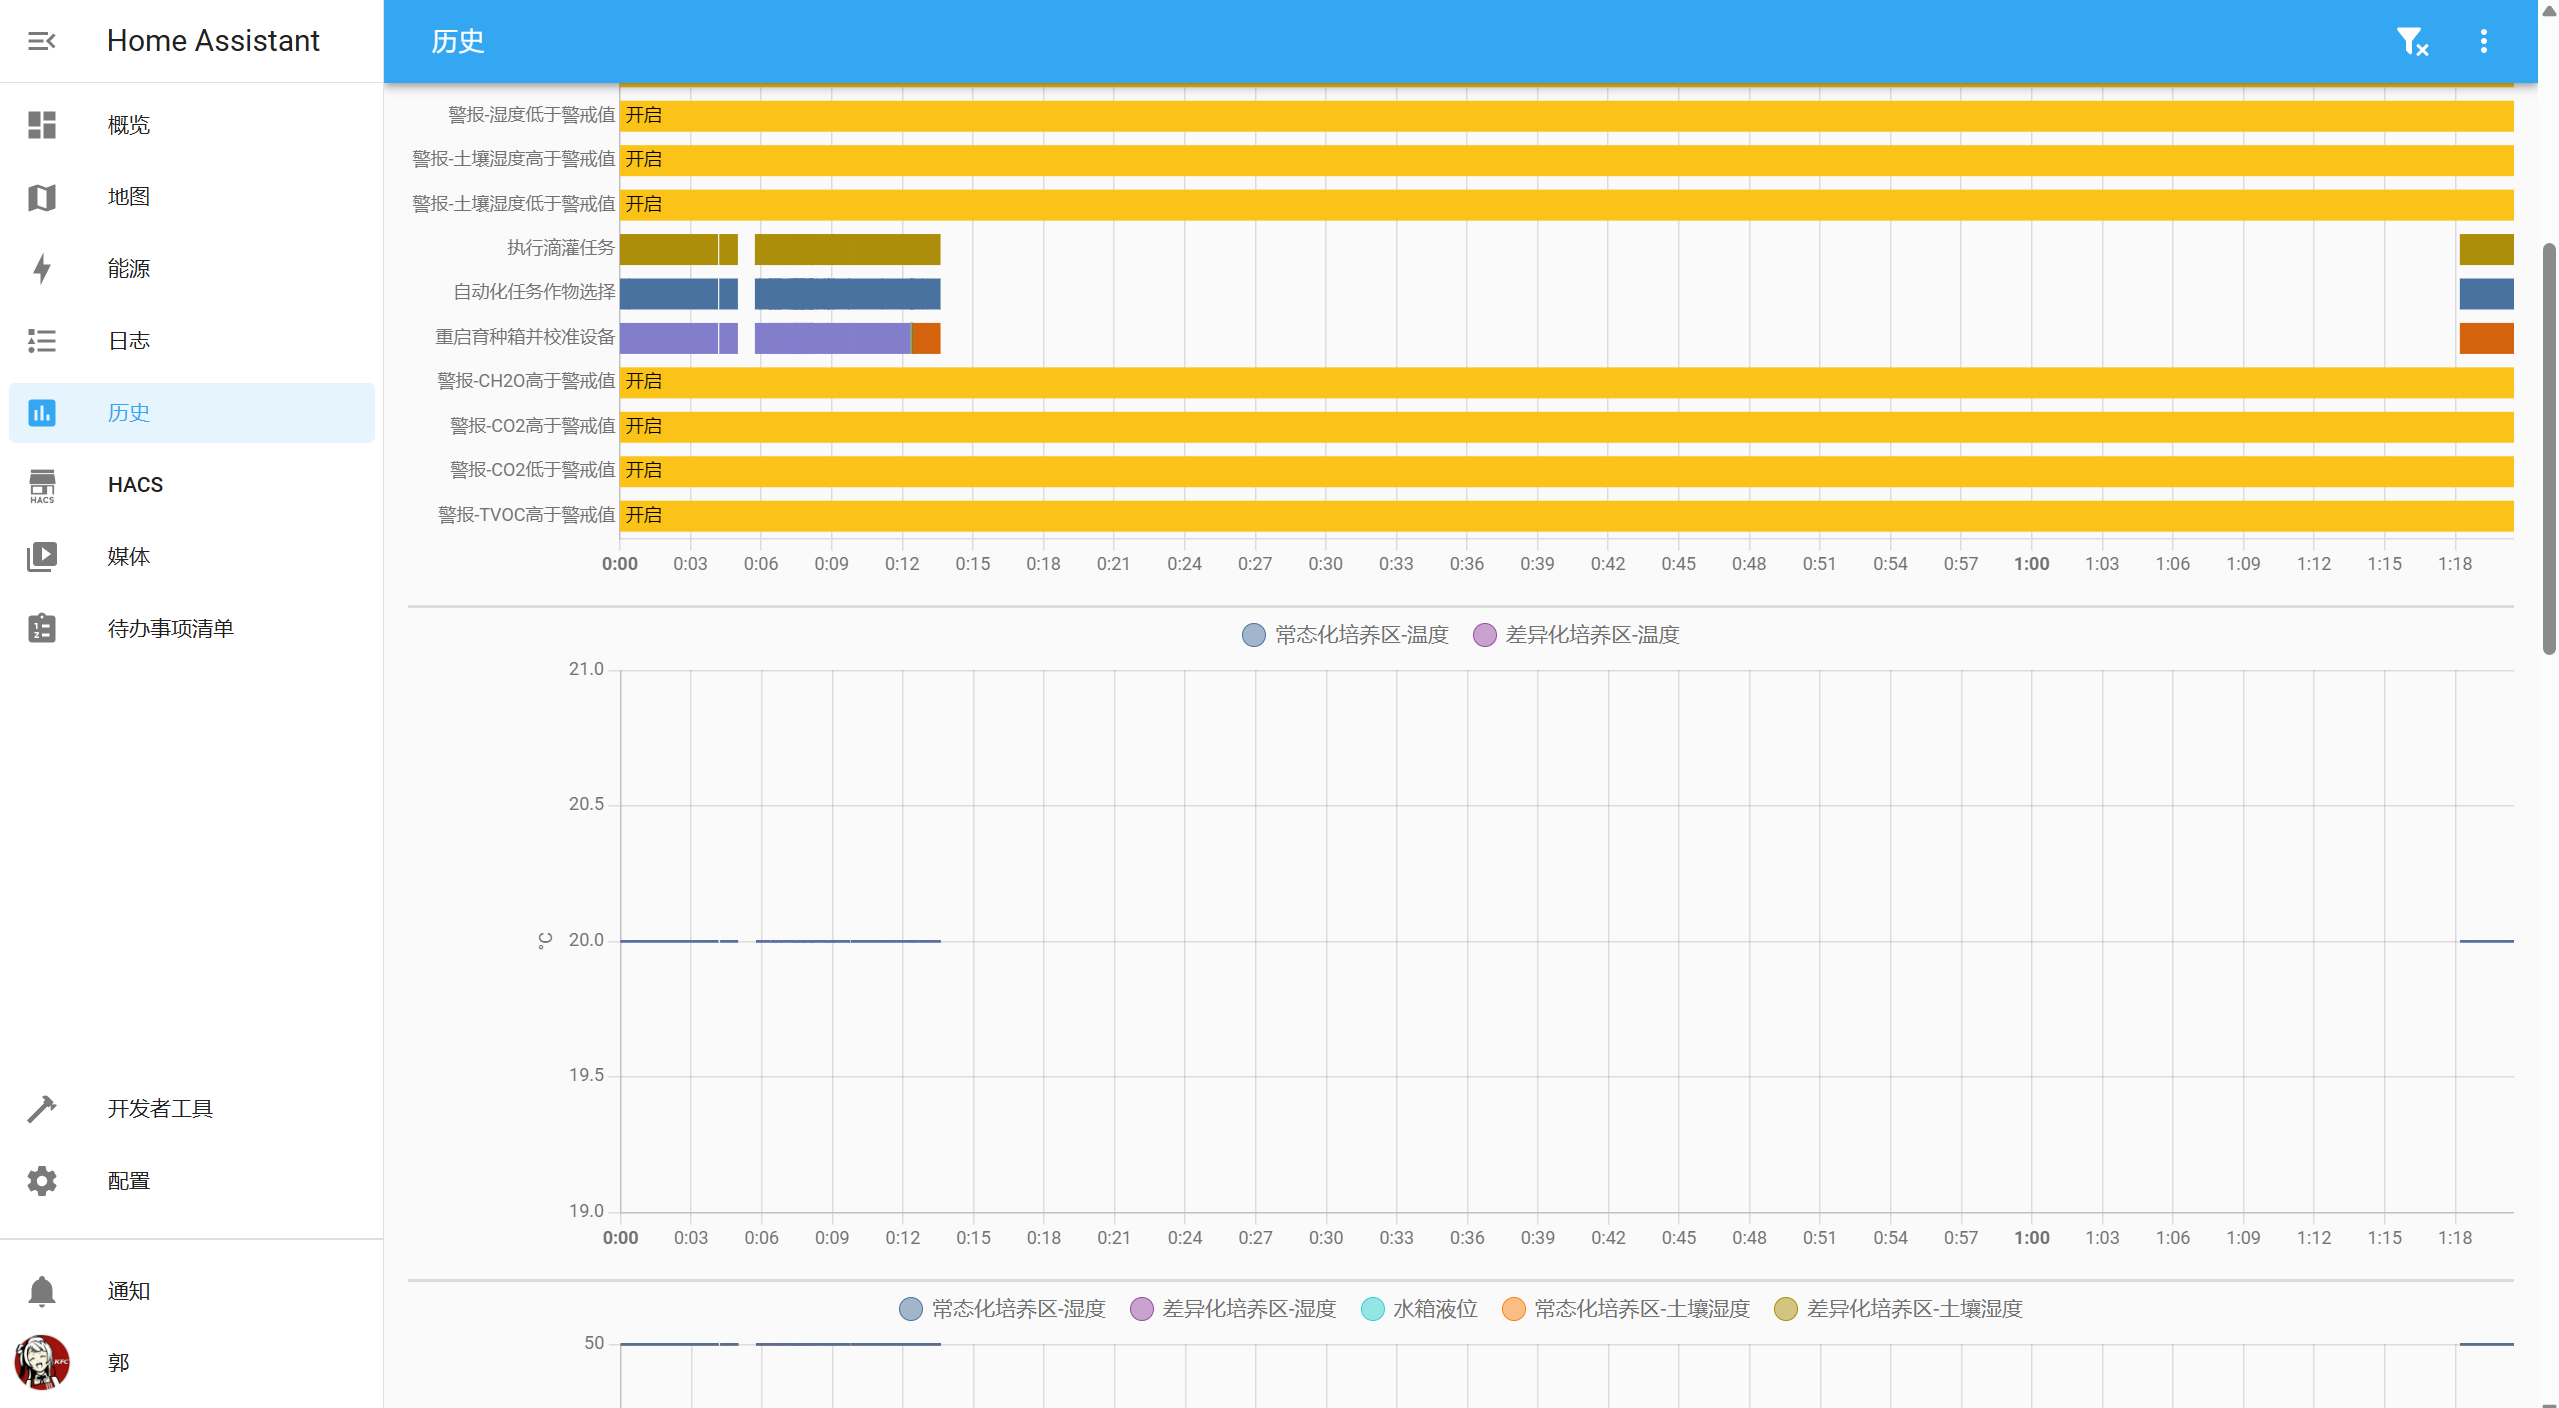 Home Assistant
历史
概览
地图
能源
日志
历史
HACS
HACS
媒体
待办事项清单
开发者工具
配置
通知
郭
KFC
警报-湿度低于警戒值 开启
警报-土壤湿度高于警戒值 开启
警报-土壤湿度低于警戒值 开启
执行滴灌任务
自动化任务作物选择
重启育种箱并校准设备
警报-CH2O高于警戒值 开启
警报-CO2高于警戒值 开启
警报-CO2低于警戒值 开启
警报-TVOC高于警戒值 开启
0:00 0:03 0:06 0:09 0:12 0:15 0:18 0:21 0:24 0:27 0:30 0:33 0:36 0:39 0:42 0:45 0:48 0:51 0:54 0:57 1:00 1:03 1:06 1:09 1:12 1:15 1:18
常态化培养区-温度 差异化培养区-温度
21.0
20.5
°C 20.0
19.5
19.0
0:00 0:03 0:06 0:09 0:12 0:15 0:18 0:21 0:24 0:27 0:30 0:33 0:36 0:39 0:42 0:45 0:48 0:51 0:54 0:57 1:00 1:03 1:06 1:09 1:12 1:15 1:18
常态化培养区-湿度 差异化培养区-湿度 水箱液位 常态化培养区-土壤湿度 差异化培养区-土壤湿度
50